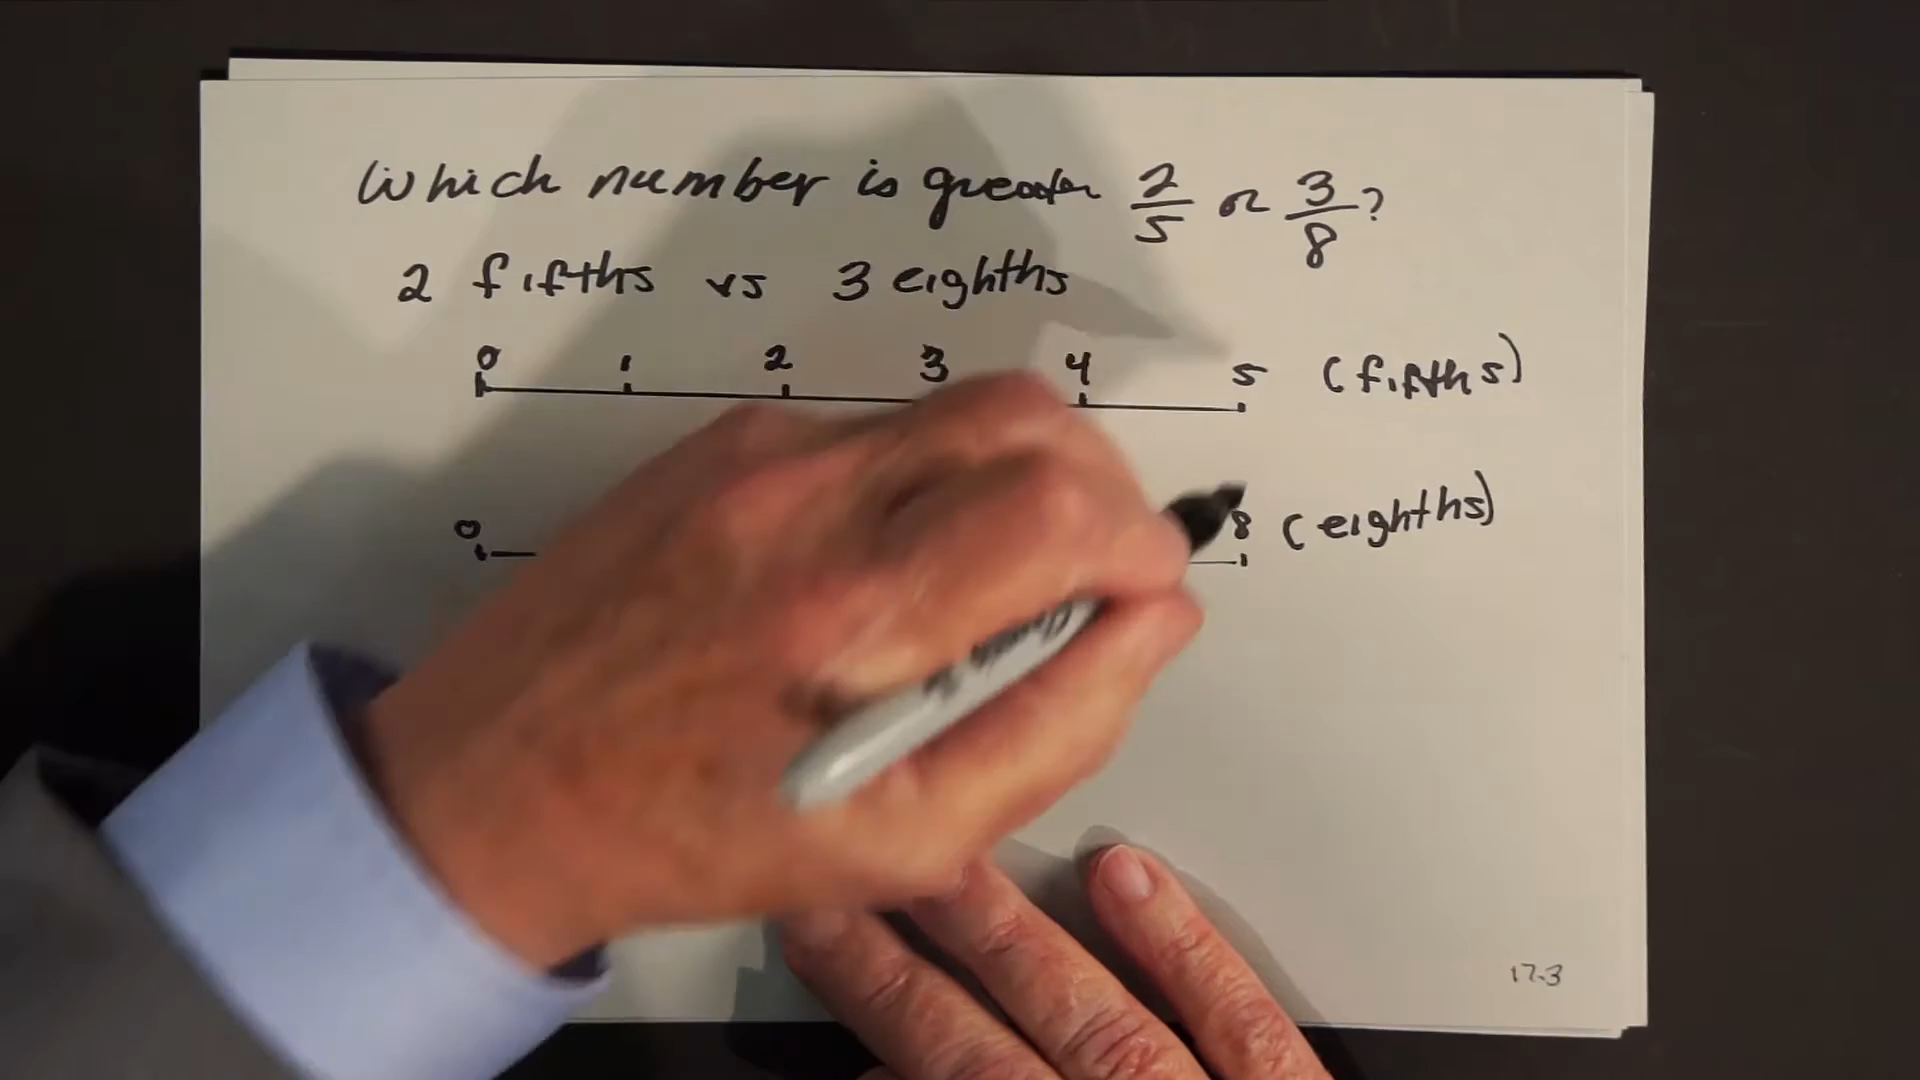 Which number is greater 2/5 or 3/8?
2 fifths vs 3 eighths
0 1 2 3 4 5 (fifths)
0 8 (eighths)
17-3